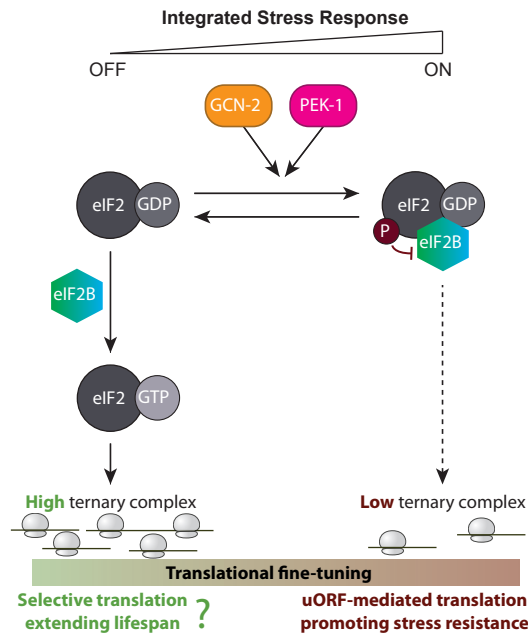 Integrated Stress Response
OFF
ON
GCN-2
PEK-1
eIF2
GDP
eIF2
GDP
P
eIF2B
eIF2B
eIF2
GTP
High ternary complex
Low ternary complex
Translational fine-tuning
Selective translation
extending lifespan
?
uORF-mediated translation
promoting stress resistance